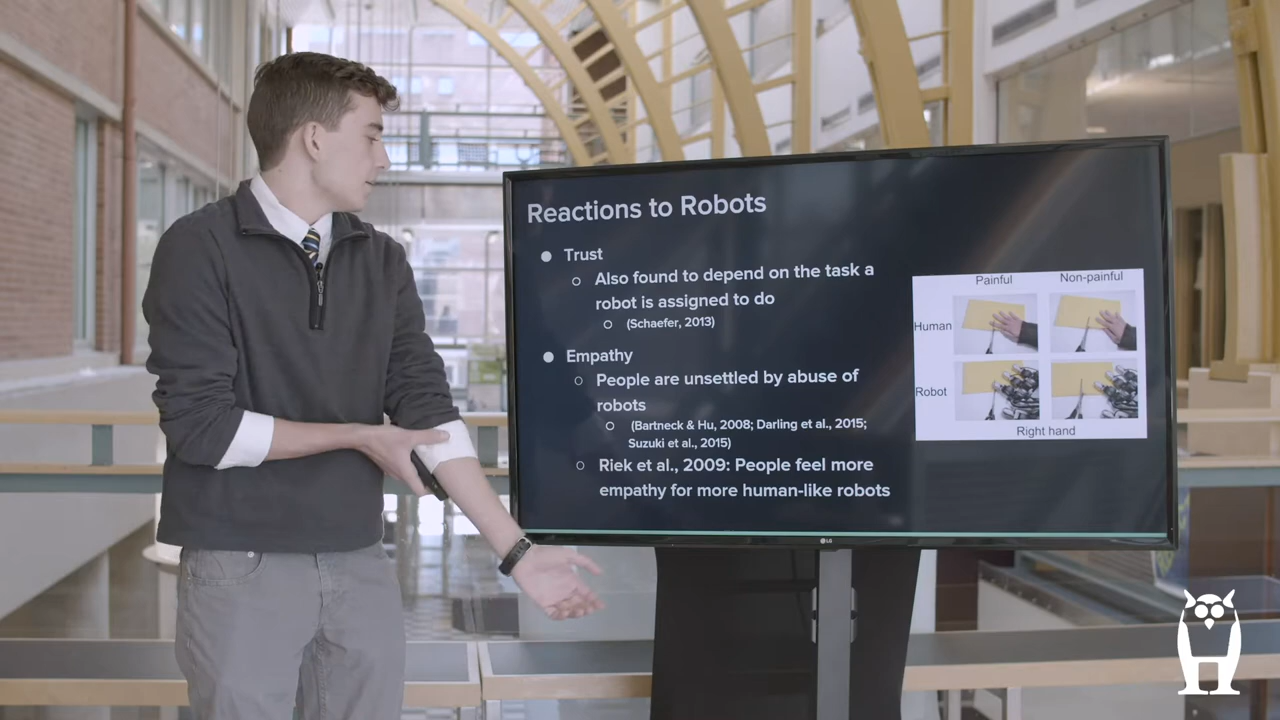 Reactions to Robots
Trust
Also found to depend on the task a
robot is assigned to do
(Schaefer, 2013)
Empathy
People are unsettled by abuse of
robots
(Bartneck & Hu, 2008; Darling et al., 2015;
Suzuki et al., 2015)
Riek et al., 2009: People feel more
empathy for more human-like robots
Painful Non-painful
Human
Robot
Right hand
LG